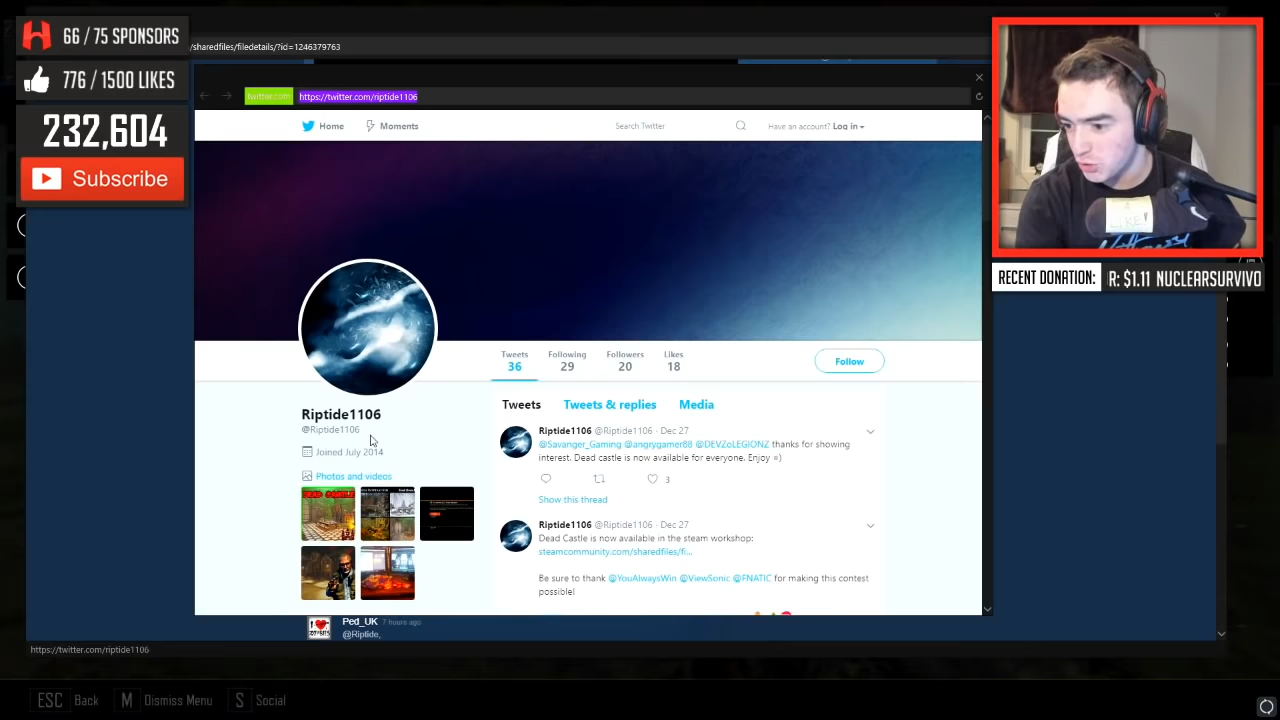 66 / 75 SPONSORS
776 / 1500 LIKES
232,604
Subscribe
/sharedfiles/filedetails/?id=1246379763
twitter.com https://twitter.com/riptide1106
Home Moments Search Twitter Have an account? Log in
Tweets Following Followers Likes
36 29 20 18
Follow
Riptide1106
@Riptide1106
Joined July 2014
Photos and videos
Tweets Tweets & replies Media
Riptide1106 @Riptide1106 · Dec 27
@Savanger_Gaming @angrygamer88 @DEVZoLEGIONZ thanks for showing
interest. Dead castle is now available for everyone. Enjoy =)
3
Show this thread
Riptide1106 @Riptide1106 · Dec 27
Dead Castle is now available in the steam workshop:
steamcommunity.com/sharedfiles/fi...
Be sure to thank @YouAlwaysWin @ViewSonic @FNATIC for making this contest
possible!
DEAD CASTLE
RECENT DONATION: R: $1.11 NUCLEARSURVIVO
LIKE!
Ped_UK 7 hours ago
@Riptide,
https://twitter.com/riptide1106
ESC Back M Dismiss Menu S Social